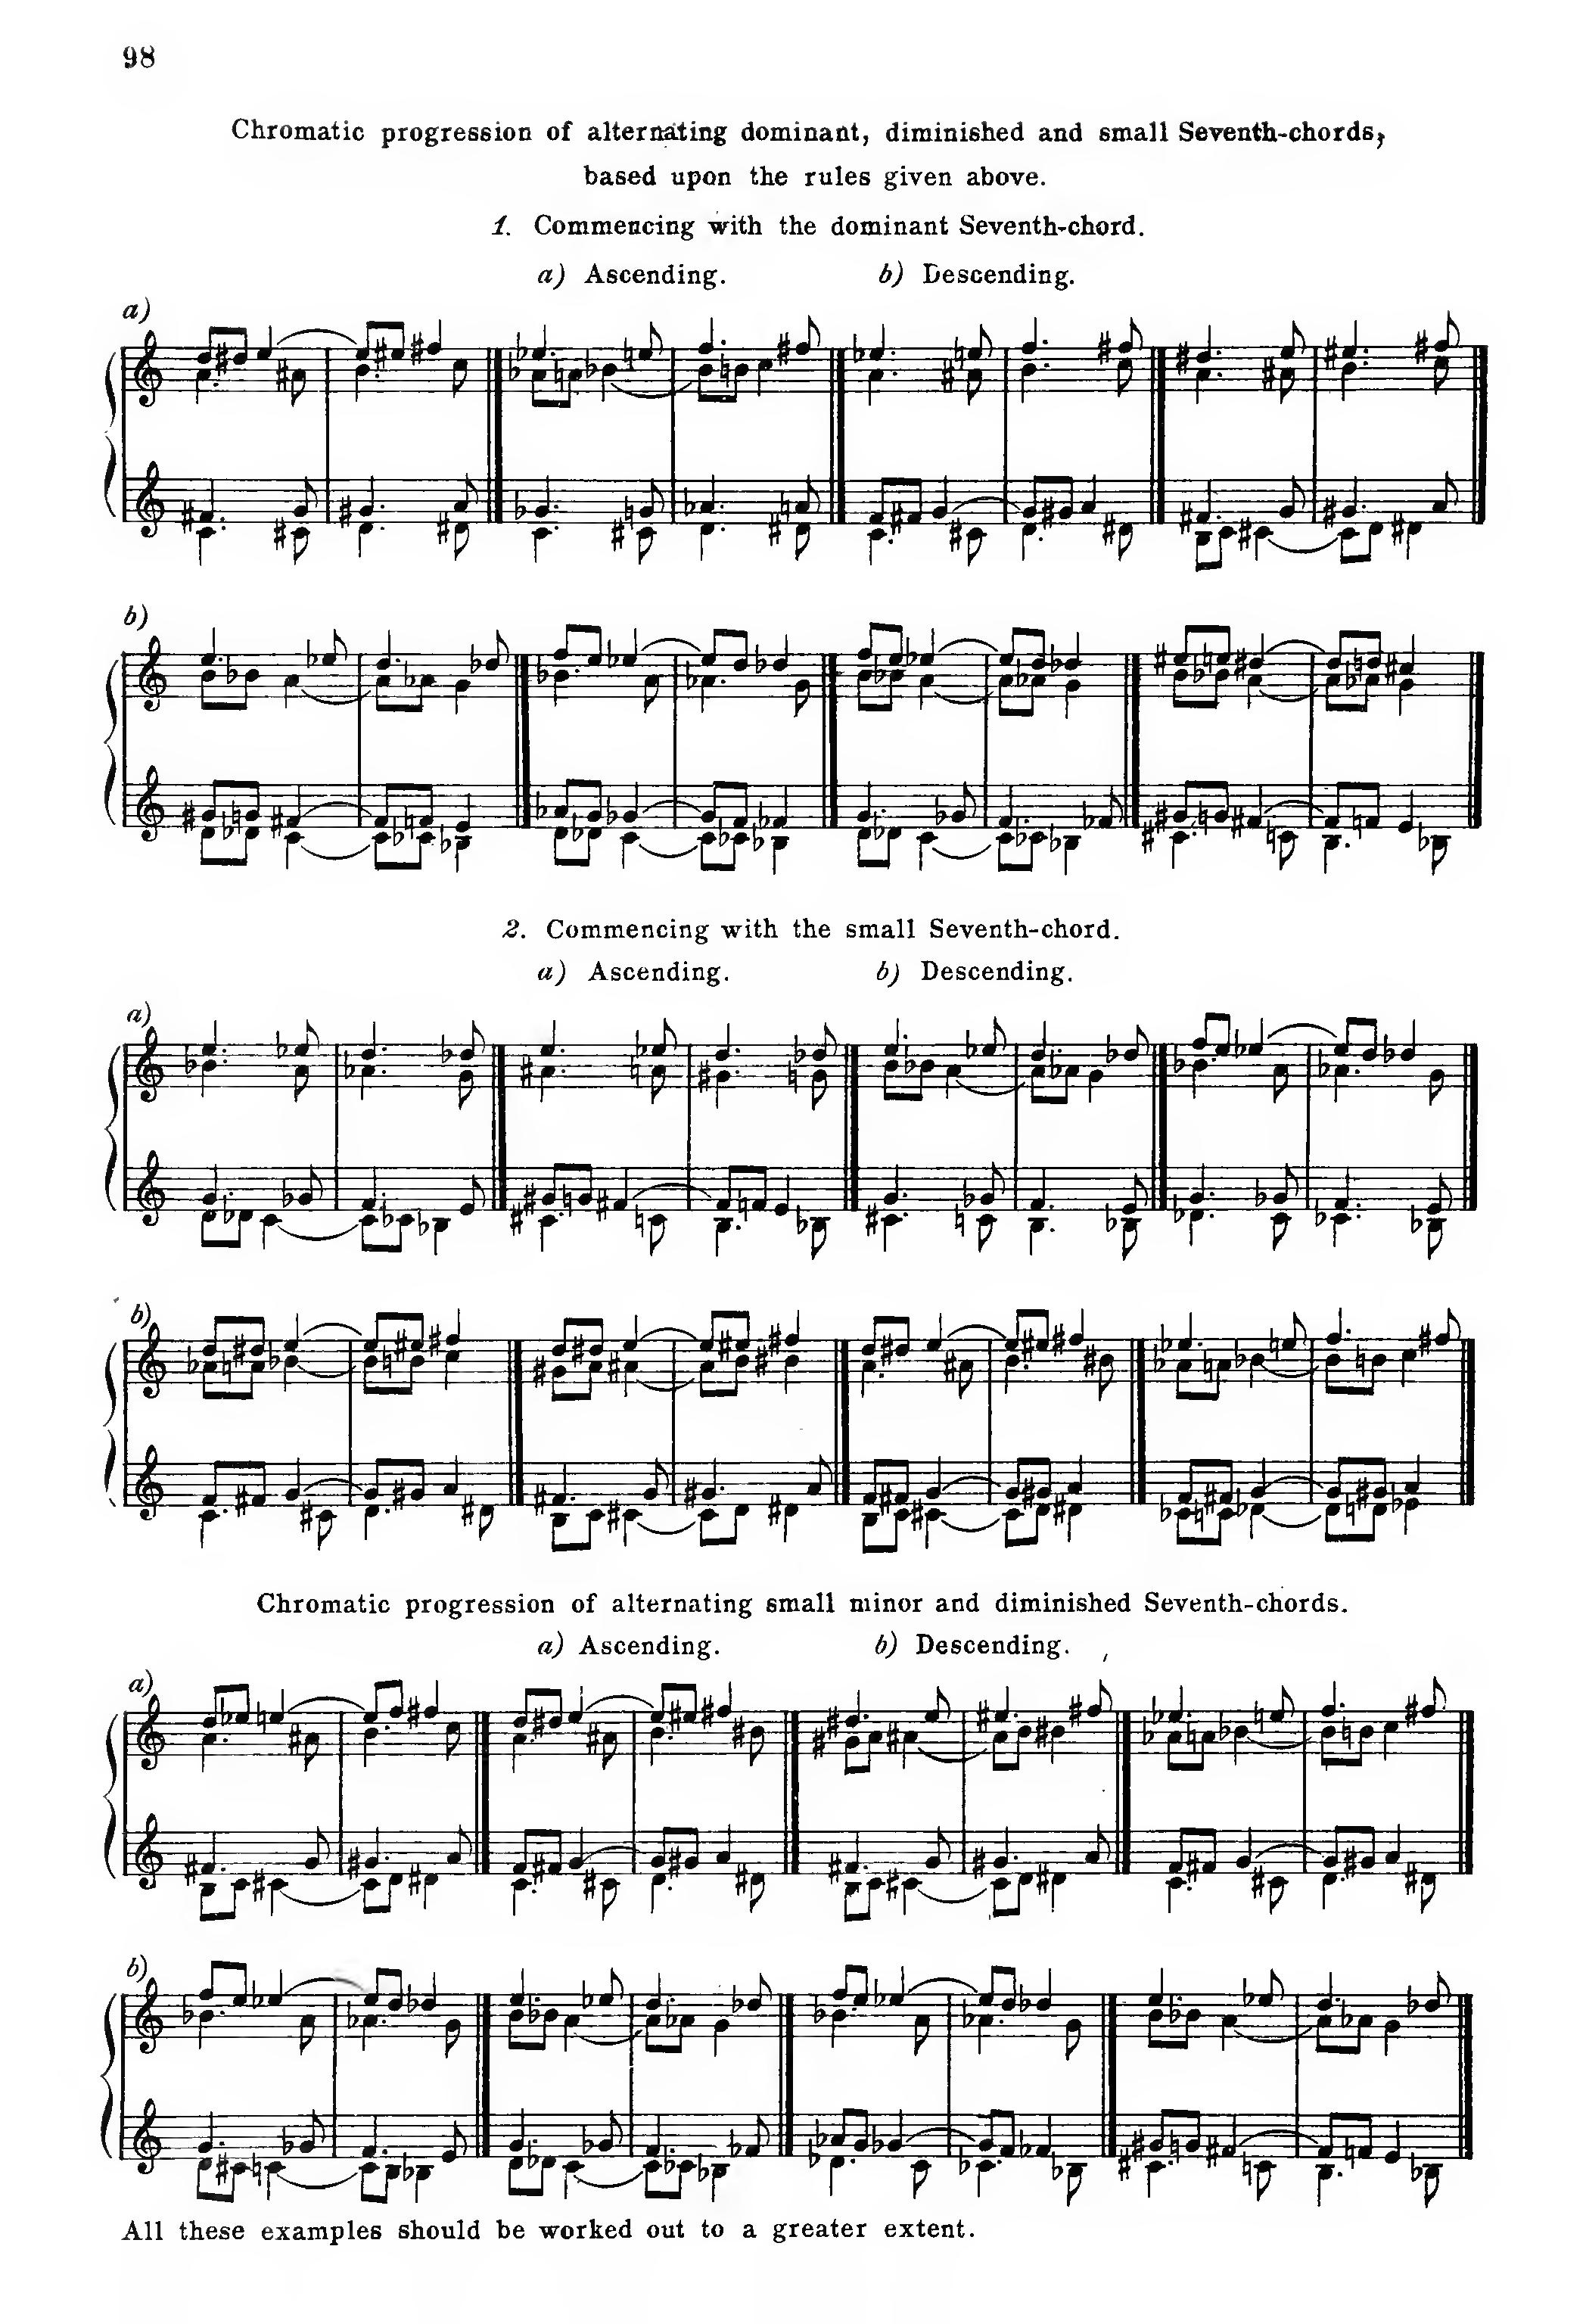 98
Chromatic progression of alternating dominant, diminished and small Seventh-chords,
based upon the rules given above.
1. Commencing with the dominant Seventh-chord.
a) Ascending. b) Descending.
a)
b)
2. Commencing with the small Seventh-chord.
a) Ascending. b) Descending.
a)
b)
Chromatic progression of alternating small minor and diminished Seventh-chords.
a) Ascending. b) Descending.
a)
b)
All these examples should be worked out to a greater extent.